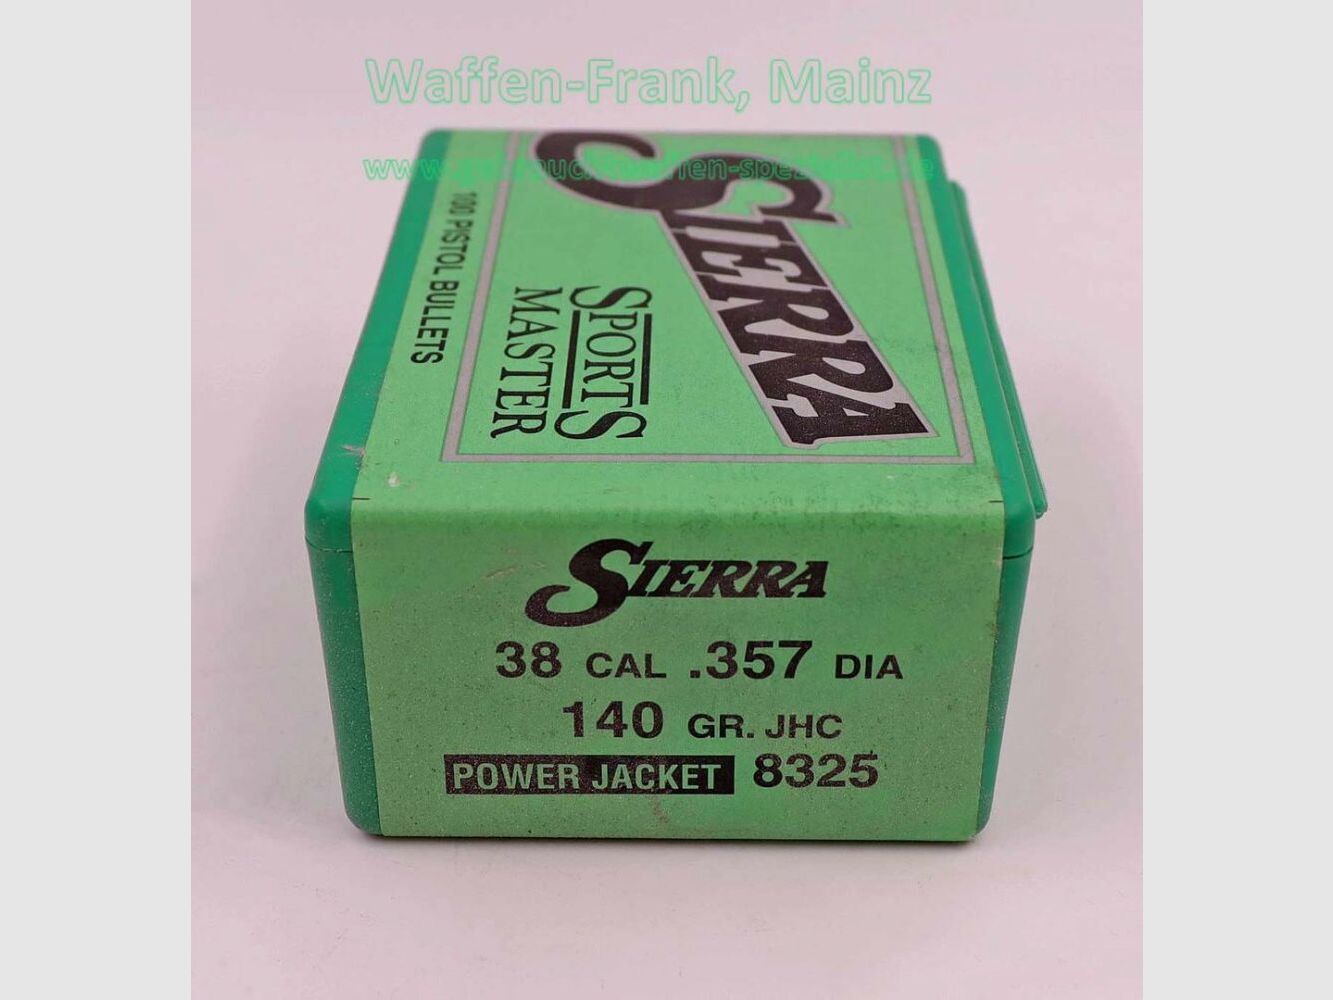 Waffen-Frank, Mainz
SIERRA
SPORTS
MASTER
100 PISTOL BULLETS
SIERRA
38 CAL .357 DIA
140 GR. JHC
POWER JACKET 8325